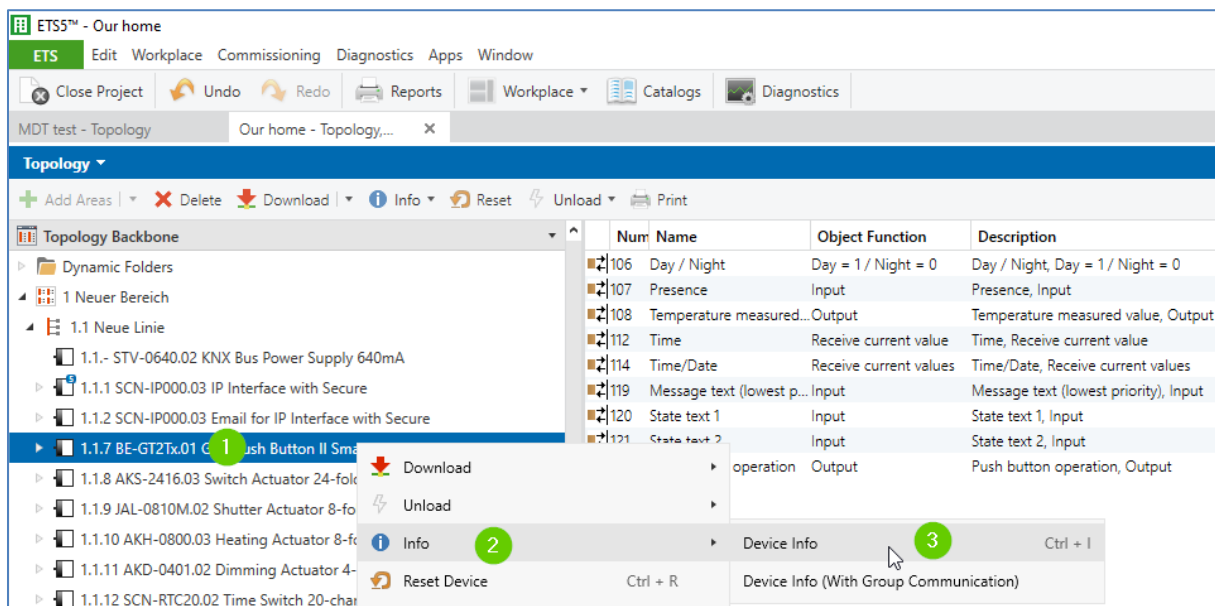 ETS5™ - Our home
ETS Edit Workplace Commissioning Diagnostics Apps Window
Close Project Undo Redo Reports Workplace Catalogs Diagnostics
MDT test - Topology Our home - Topology,...
Topology
Add Areas Delete Download Info Reset Unload Print
Topology Backbone
Dynamic Folders
1 Neuer Bereich
1.1 Neue Linie
1.1.- STV-0640.02 KNX Bus Power Supply 640mA
1.1.1 SCN-IP000.03 IP Interface with Secure
1.1.2 SCN-IP000.03 Email for IP Interface with Secure
1.1.7 BE-GT2Tx.01 G 1 ush Button II Sma
1.1.8 AKS-2416.03 Switch Actuator 24-fold
1.1.9 JAL-0810M.02 Shutter Actuator 8-fo
1.1.10 AKH-0800.03 Heating Actuator 8-fo
1.1.11 AKD-0401.02 Dimming Actuator 4-
1.1.12 SCN-RTC20.02 Time Switch 20-chan
Num Name Object Function Description
106 Day / Night Day = 1 / Night = 0 Day / Night, Day = 1 / Night = 0
107 Presence Input Presence, Input
108 Temperature measured... Output Temperature measured value, Output
112 Time Receive current value Time, Receive current value
114 Time/Date Receive current values Time/Date, Receive current values
119 Message text (lowest p... Input Message text (lowest priority), Input
120 State text 1 Input State text 1, Input
121 State text 2 Input State text 2, Input
operation Output Push button operation, Output
Download
Unload
Info 2
Reset Device Ctrl + R
Device Info 3 Ctrl + I
Device Info (With Group Communication)